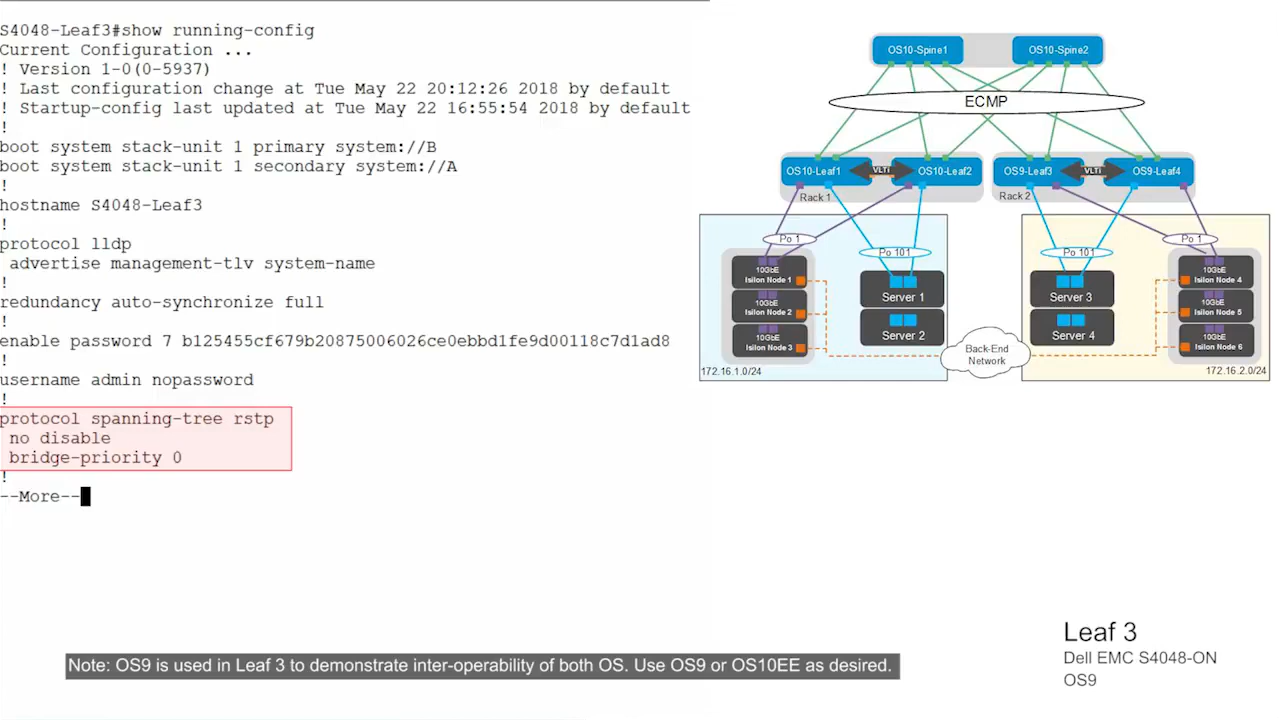 S4048-Leaf3#show running-config
Current Configuration ...
! Version 1-0(0-5937)
! Last configuration change at Tue May 22 20:12:26 2018 by default
! Startup-config last updated at Tue May 22 16:55:54 2018 by default
!
boot system stack-unit 1 primary system://B
boot system stack-unit 1 secondary system://A
!
hostname S4048-Leaf3
!
protocol lldp
advertise management-tlv system-name
!
redundancy auto-synchronize full
!
enable password 7 b125455cf679b20875006026ce0ebbd1fe9d00118c7d1ad8
!
username admin nopassword
!
protocol spanning-tree rstp
no disable
bridge-priority 0
!
--More--
OS10-Spine1
OS10-Spine2
ECMP
OS10-Leaf1
VLTi
OS10-Leaf2
OS9-Leaf3
VLTi
OS9-Leaf4
Rack 1
Rack 2
Po 1
Po 101
Po 101
Po 1
10GbE
Isilon Node 1
10GbE
Isilon Node 2
10GbE
Isilon Node 3
Server 1
Server 2
Server 3
Server 4
10GbE
Isilon Node 4
10GbE
Isilon Node 5
10GbE
Isilon Node 6
Back-End
Network
172.16.1.0/24
172.16.2.0/24
Leaf 3
Dell EMC S4048-ON
OS9
Note: OS9 is used in Leaf 3 to demonstrate inter-operability of both OS. Use OS9 or OS10EE as desired.